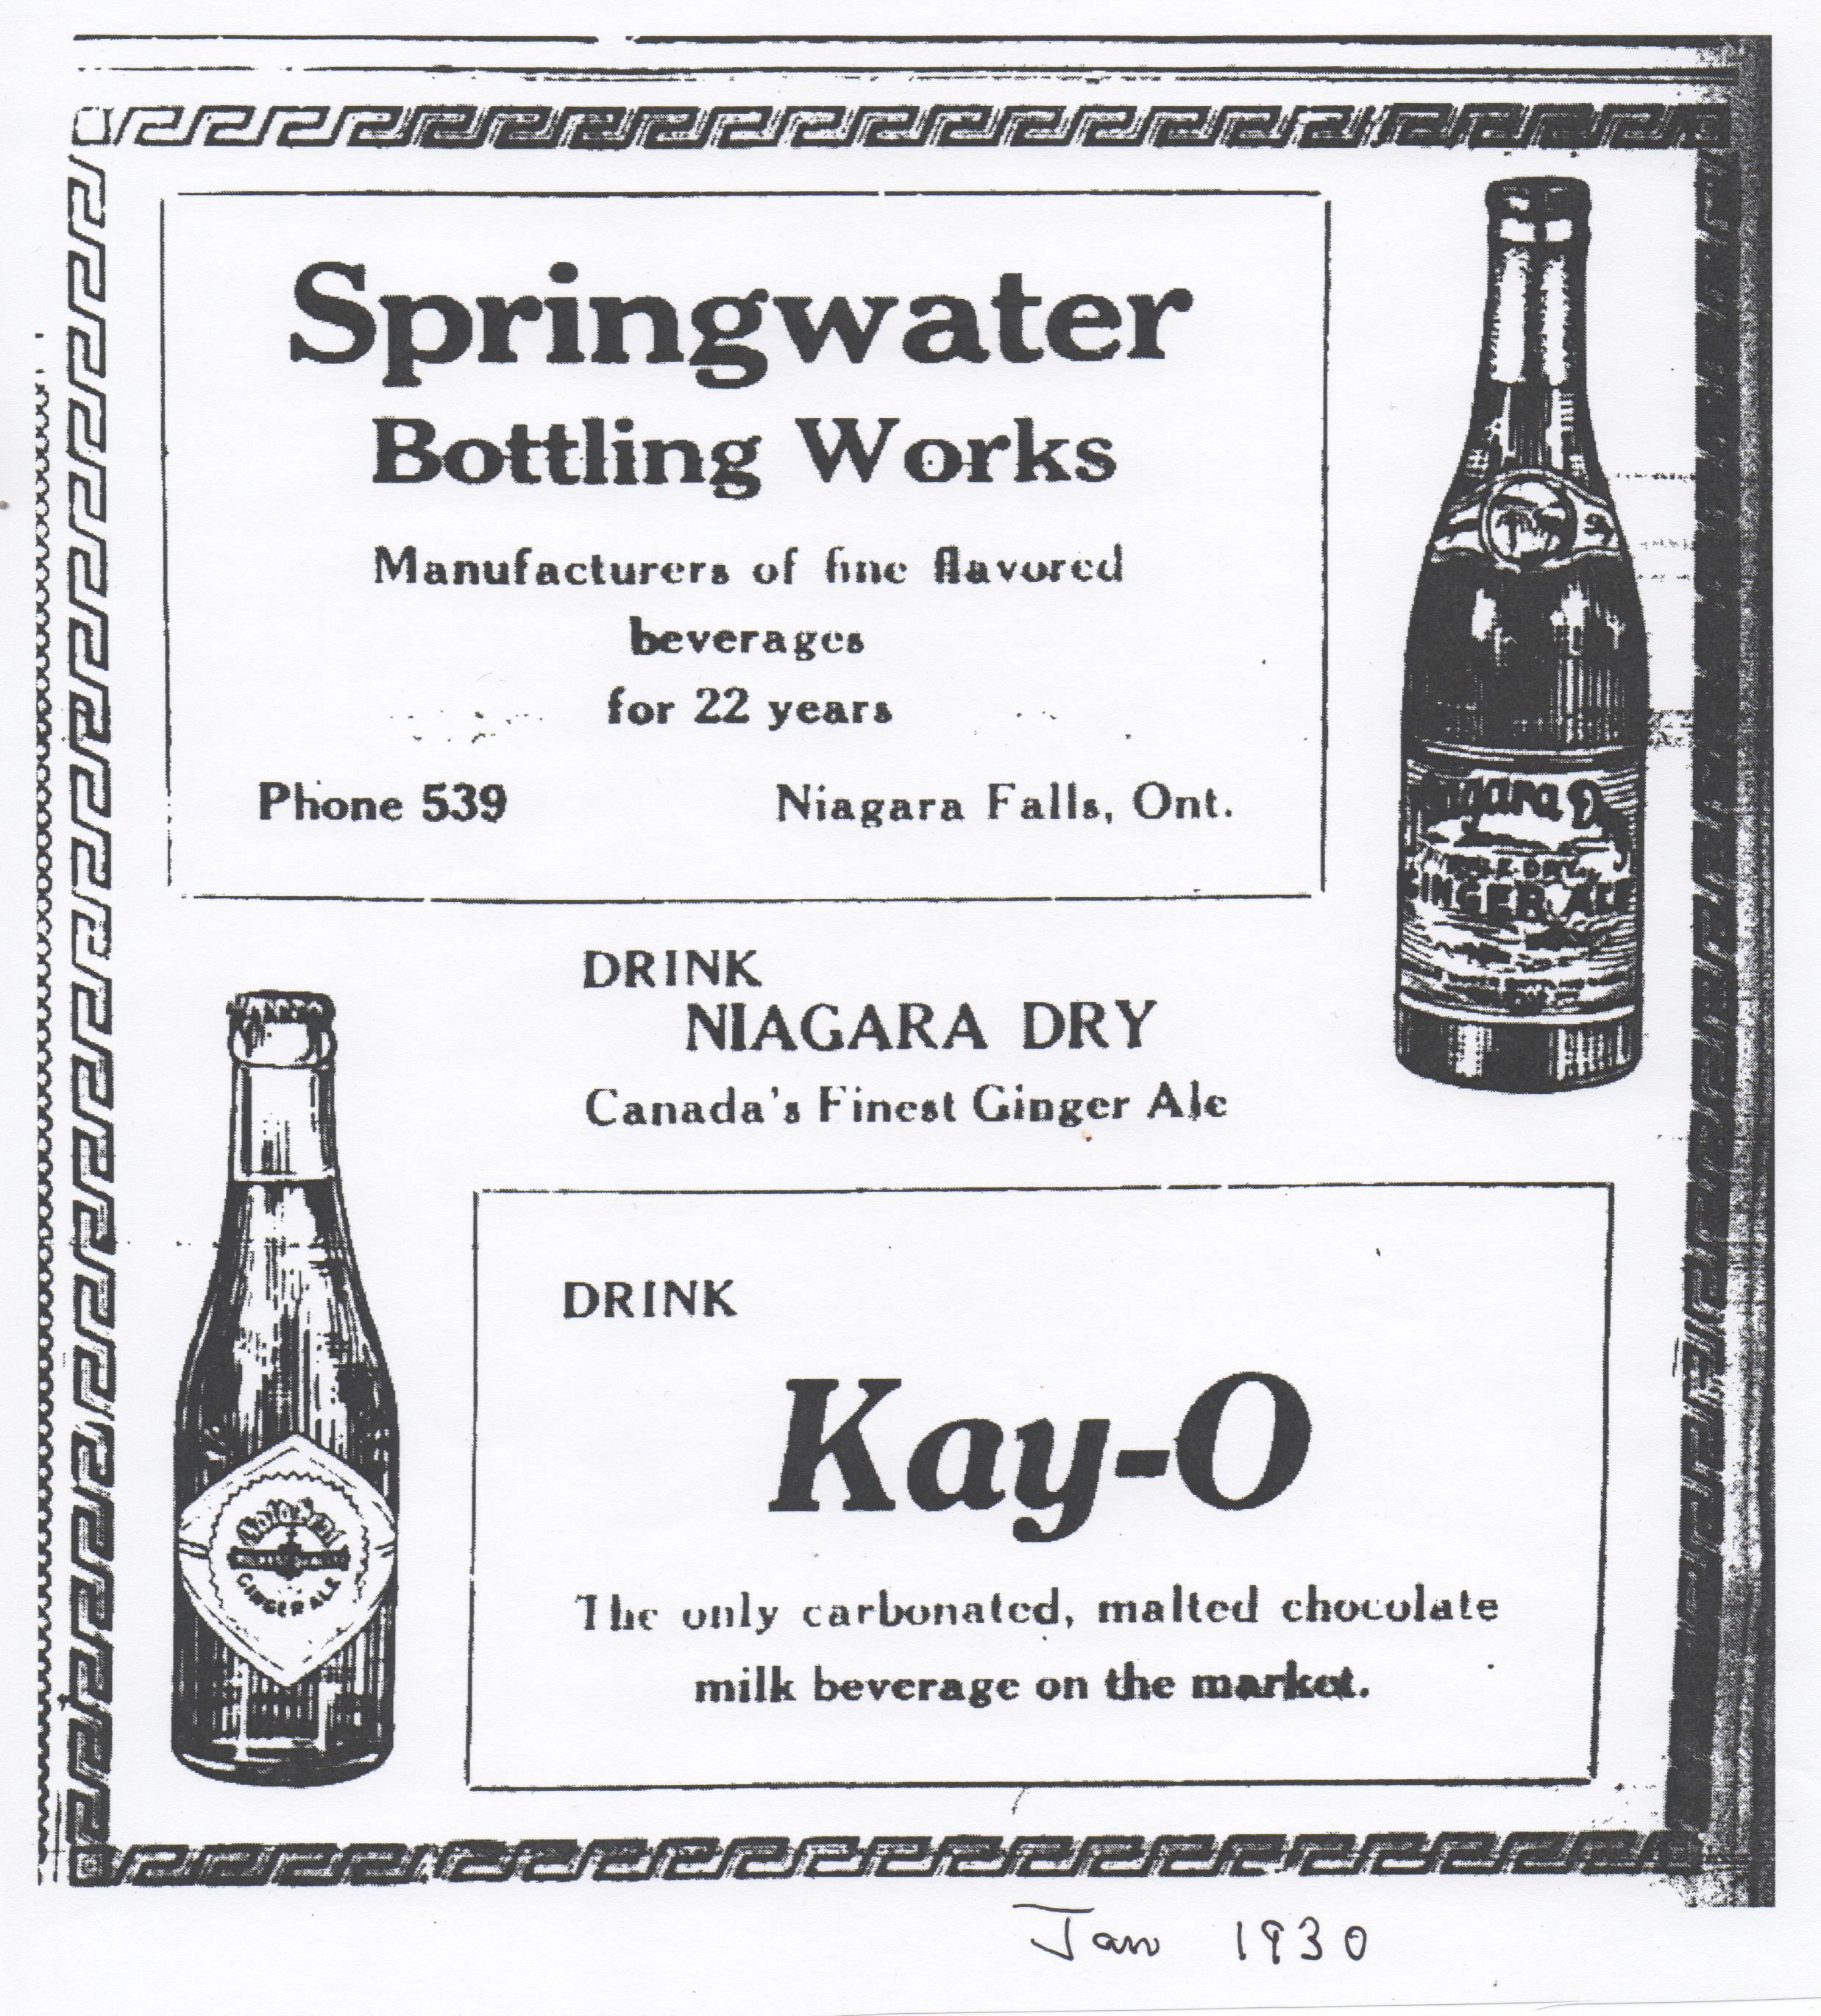 Springwater
Bottling Works
Manufacturers of fine flavored
beverages
for 22 years
Phone 539 Niagara Falls, Ont.
Niagara Dry
GINGER ALE
DRINK
NIAGARA DRY
Canada's Finest Ginger Ale
GINGER ALE
DRINK
Kay-O
The only carbonated, malted chocolate
milk beverage on the market.
Jan 1930